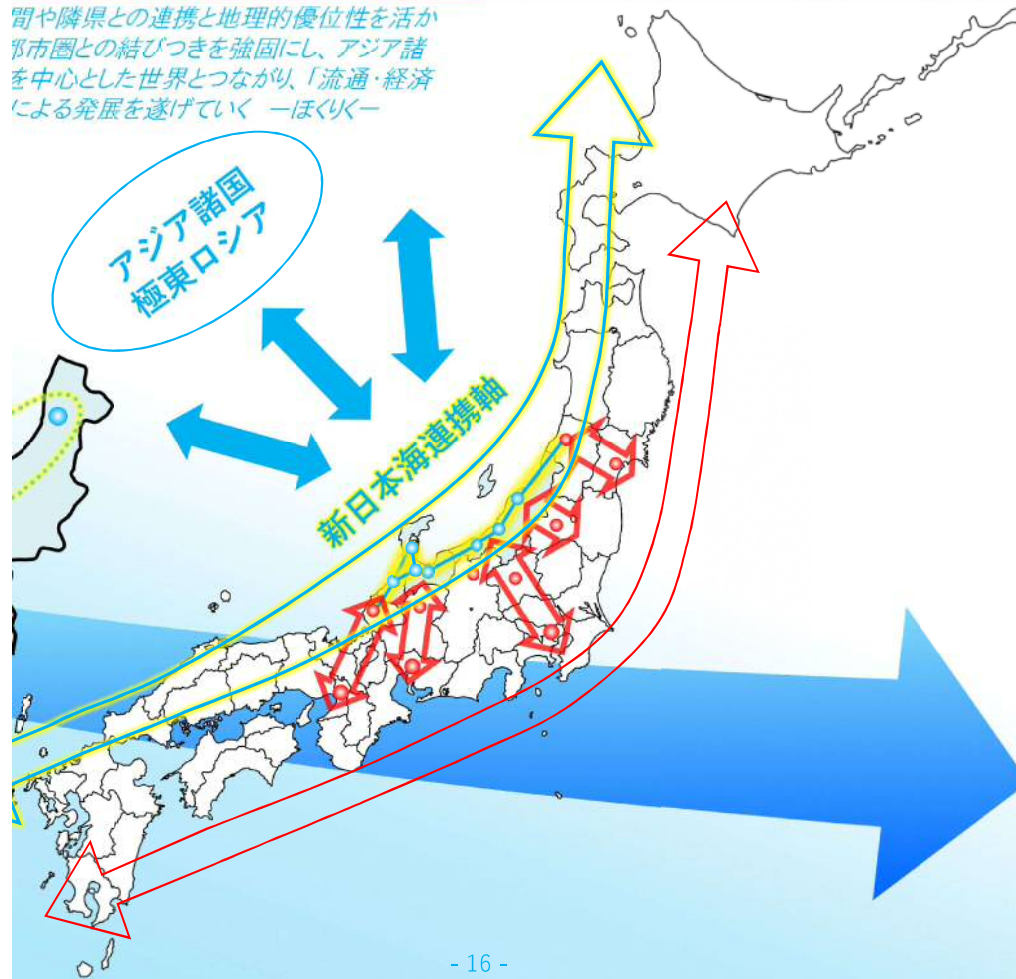 間や隣県との連携と地理的優位性を活か
市圏との結びつきを強固にし、アジア諸
を中心とした世界とつながり、「流通・経済
による発展を遂げていく ーほくりくー
アジア諸国
極東ロシア
新日本海連携軸
- 16 -